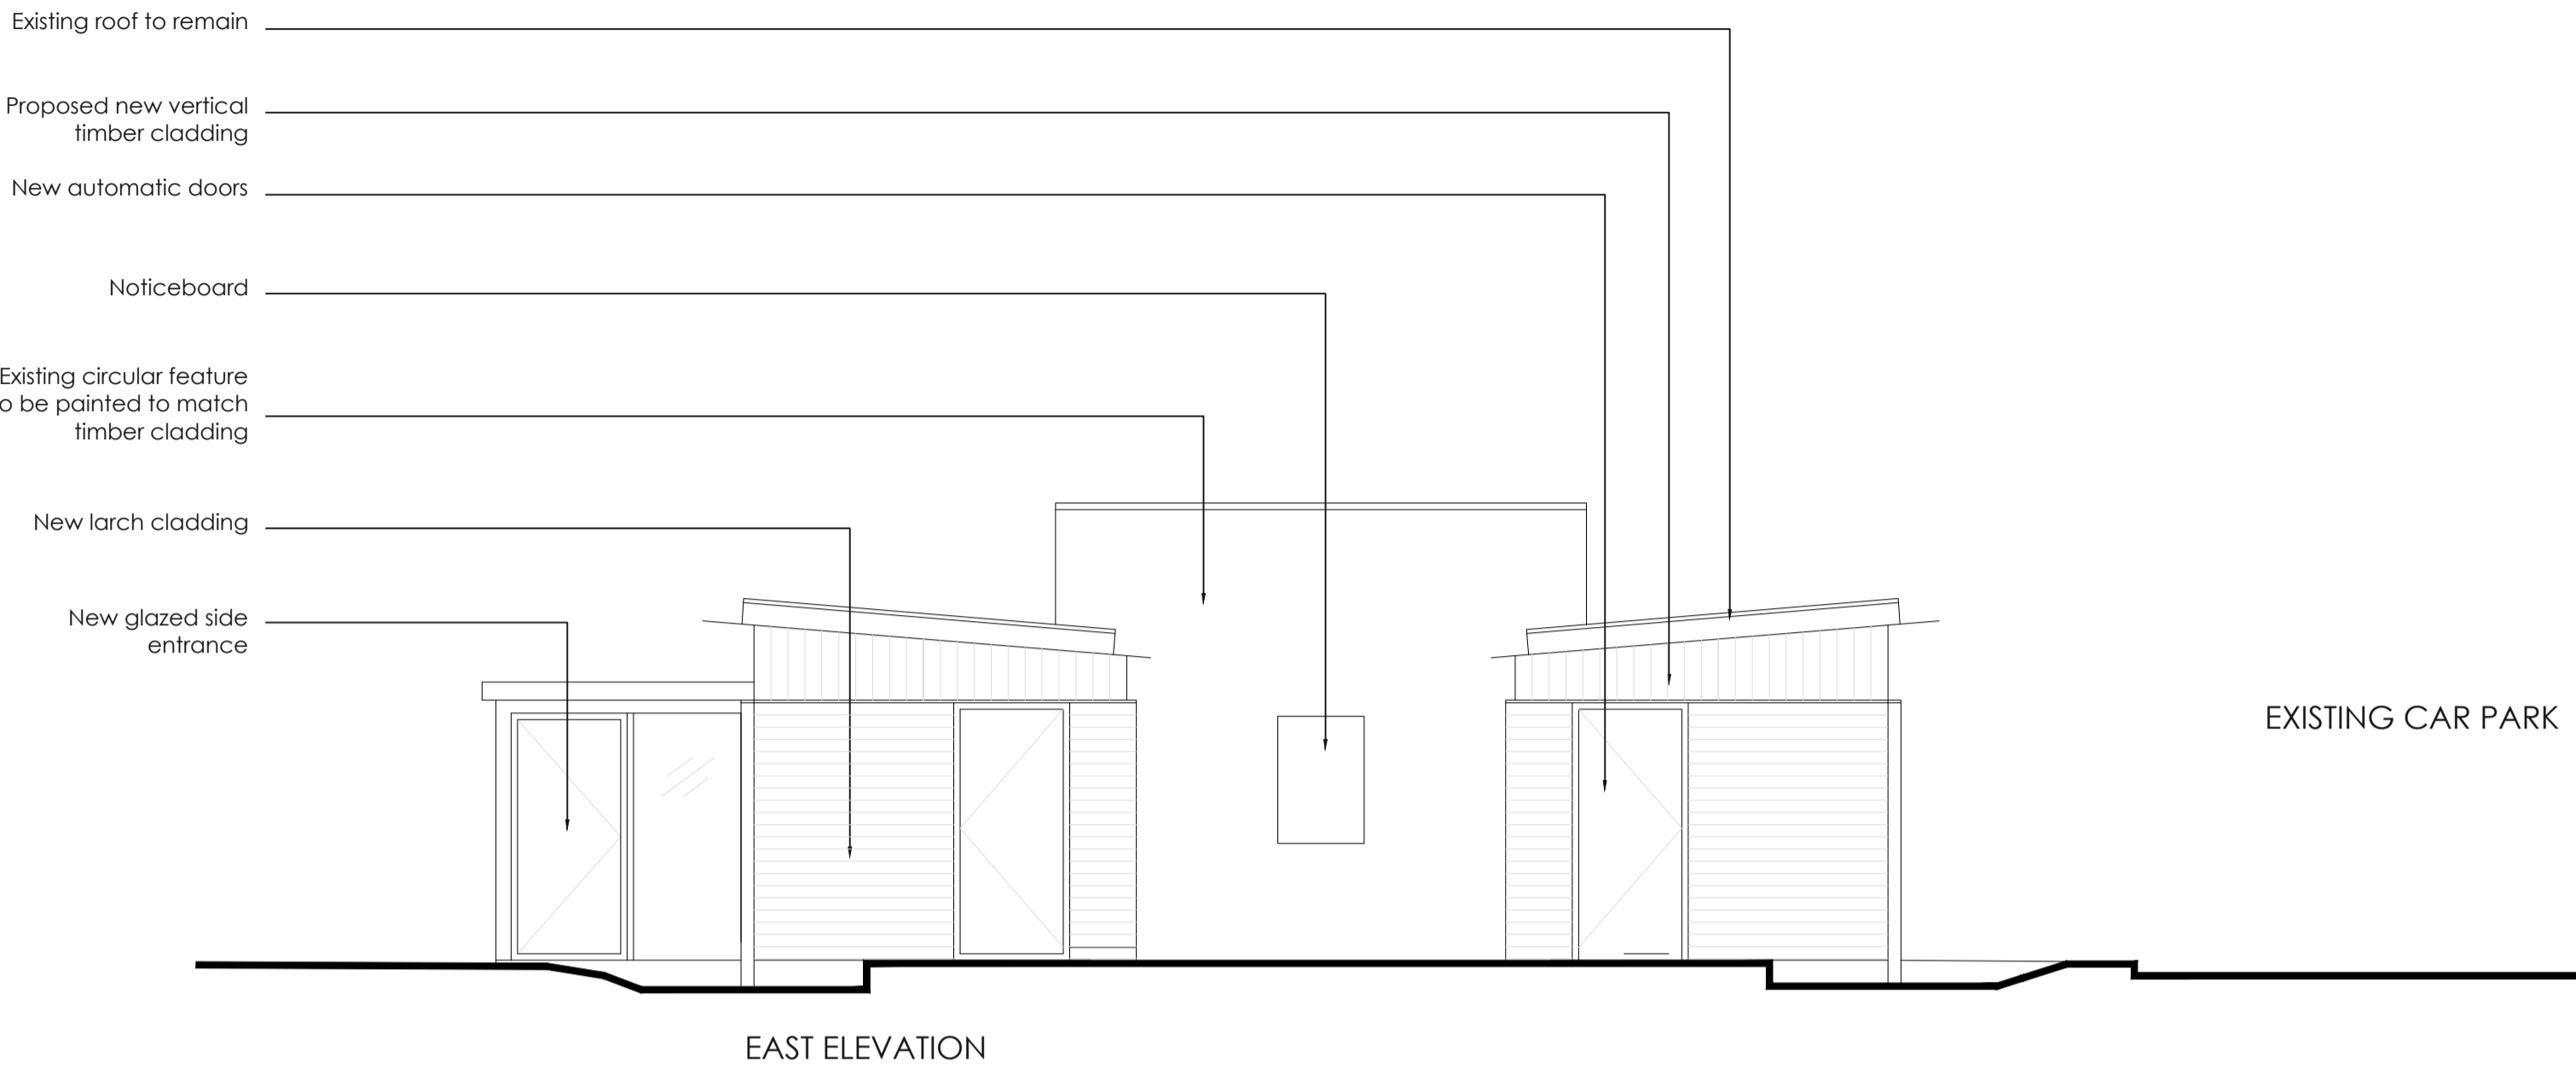 Existing roof to remain
Proposed new vertical
timber cladding
New automatic doors
Noticeboard
Existing circular feature
o be painted to match
timber cladding
New larch cladding
New glazed side
entrance
EXISTING CAR PARK
EAST ELEVATION